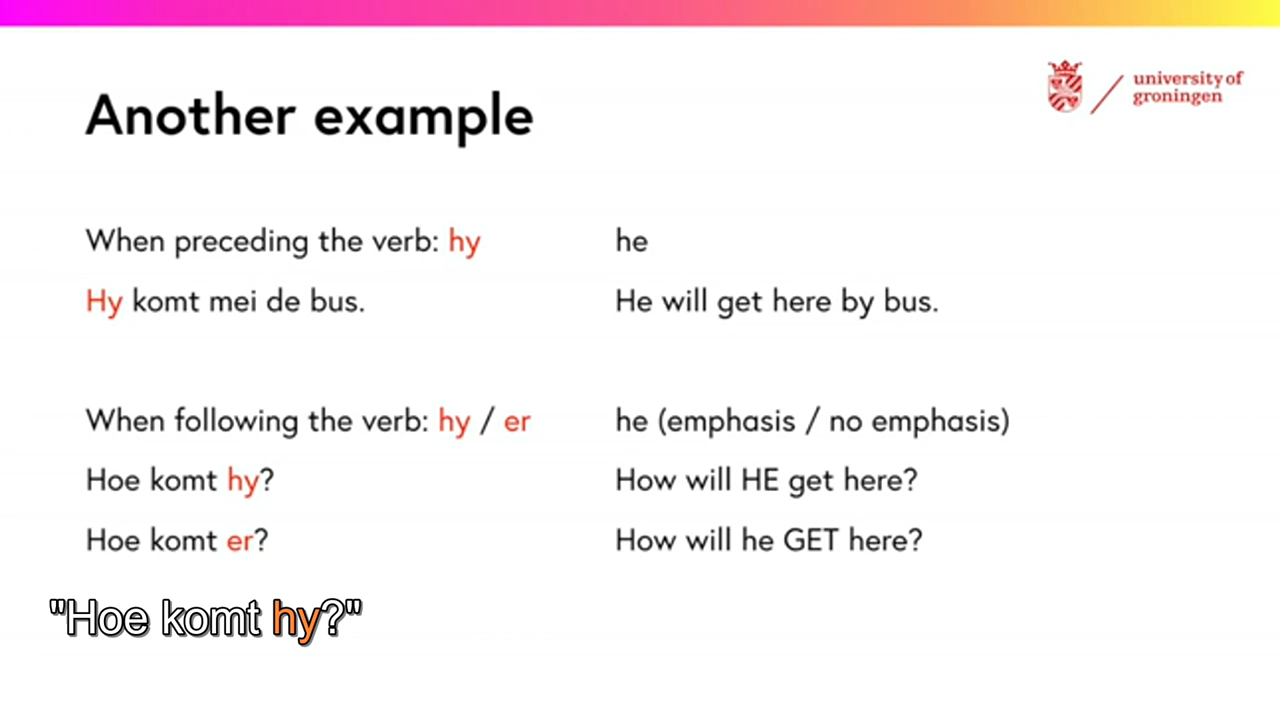 university of
groningen
Another example
When preceding the verb: hy he
Hy komt mei de bus. He will get here by bus.
When following the verb: hy / er he (emphasis / no emphasis)
Hoe komt hy? How will HE get here?
Hoe komt er? How will he GET here?
"Hoe komt hy?"